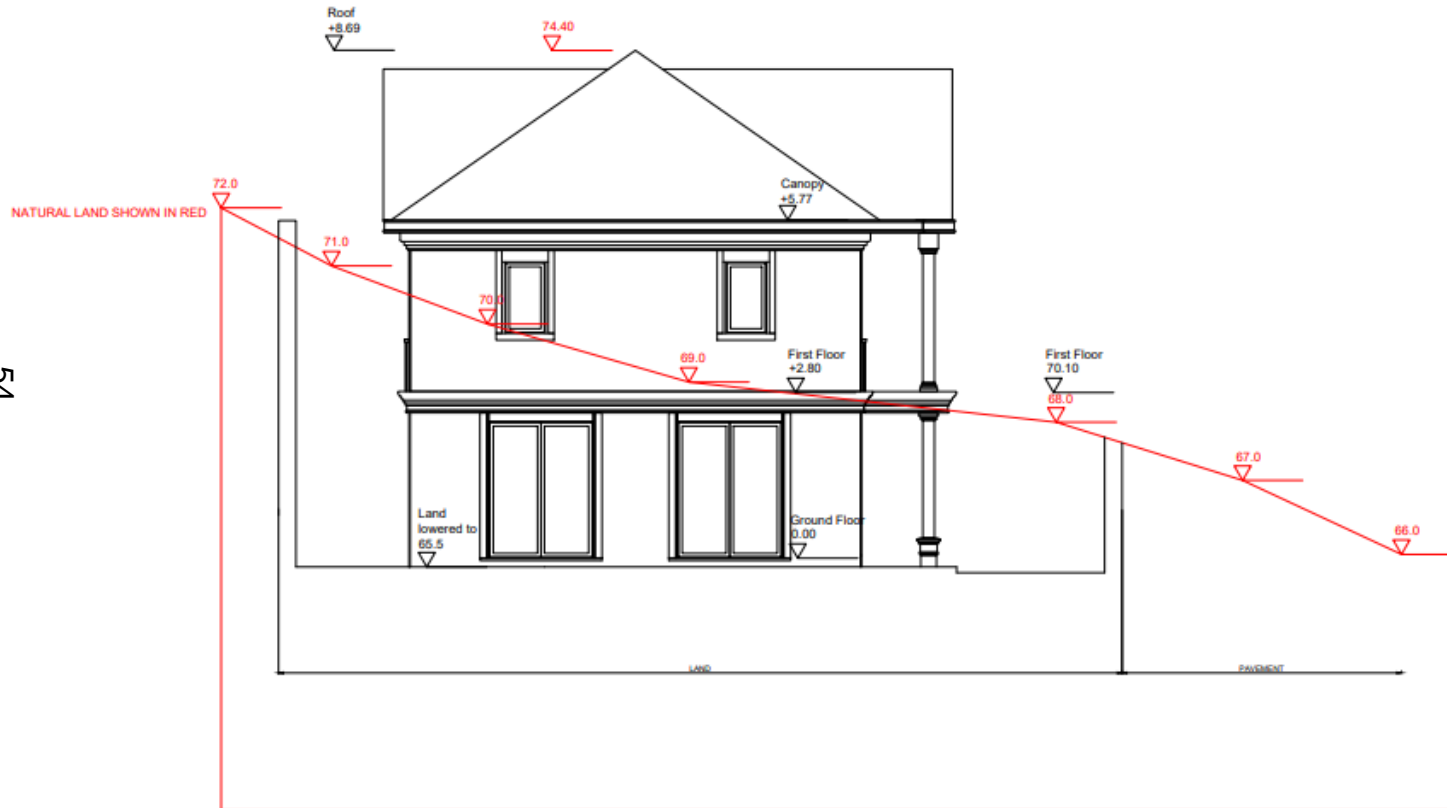 Roof
+8.69
74.40
72.0
NATURAL LAND SHOWN IN RED
Canopy
+5.77
71.0
70.0
69.0
First Floor
+2.80
First Floor
70.10
68.0
54
67.0
Land
lowered to
65.5
Ground Floor
0.00
66.0
LAND
PAVEMENT